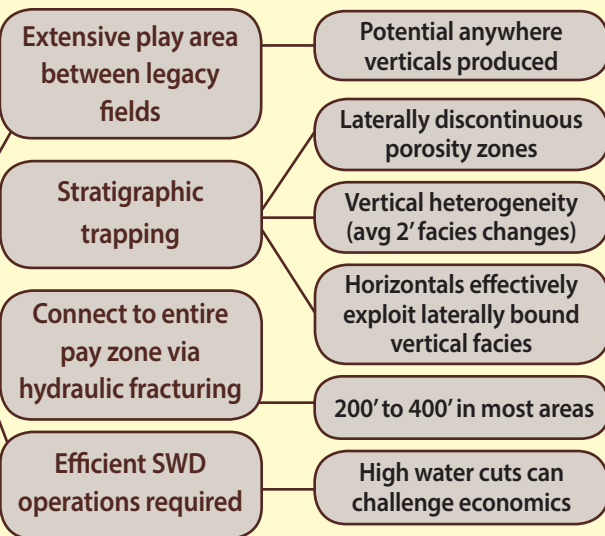 Extensive play area
between legacy
fields
Potential anywhere
verticals produced
Stratigraphic
trapping
Laterally discontinuous
porosity zones
Vertical heterogeneity
(avg 2’ facies changes)
Horizontals effectively
exploit laterally bound
vertical facies
Connect to entire
pay zone via
hydraulic fracturing
200’ to 400’ in most areas
Efficient SWD
operations required
High water cuts can
challenge economics